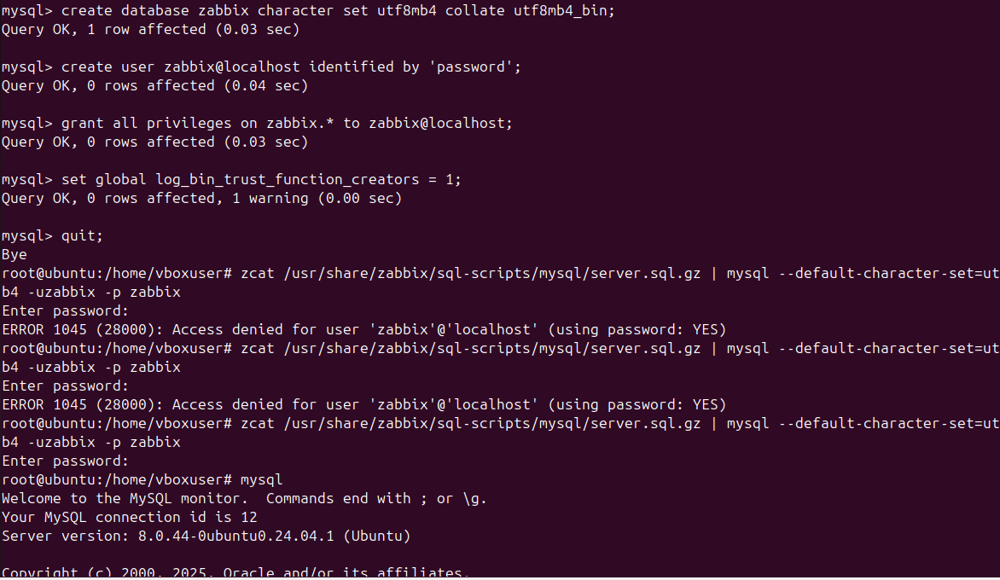 mysql> create database zabbix character set utf8mb4 collate utf8mb4_bin;
Query OK, 1 row affected (0.03 sec)
mysql> create user zabbix@localhost identified by 'password';
Query OK, 0 rows affected (0.04 sec)
mysql> grant all privileges on zabbix.* to zabbix@localhost;
Query OK, 0 rows affected (0.03 sec)
mysql> set global log_bin_trust_function_creators = 1;
Query OK, 0 rows affected, 1 warning (0.00 sec)
mysql> quit;
Bye
root@ubuntu:/home/vboxuser# zcat /usr/share/zabbix/sql-scripts/mysql/server.sql.gz | mysql --default-character-set=ut
b4 -uzabbix -p zabbix
Enter password:
ERROR 1045 (28000): Access denied for user 'zabbix'@'localhost' (using password: YES)
root@ubuntu:/home/vboxuser# zcat /usr/share/zabbix/sql-scripts/mysql/server.sql.gz | mysql --default-character-set=ut
b4 -uzabbix -p zabbix
Enter password:
ERROR 1045 (28000): Access denied for user 'zabbix'@'localhost' (using password: YES)
root@ubuntu:/home/vboxuser# zcat /usr/share/zabbix/sql-scripts/mysql/server.sql.gz | mysql --default-character-set=ut
b4 -uzabbix -p zabbix
Enter password:
root@ubuntu:/home/vboxuser# mysql
Welcome to the MySQL monitor.  Commands end with ; or \g.
Your MySQL connection id is 12
Server version: 8.0.44-0ubuntu0.24.04.1 (Ubuntu)
Copyright (c) 2000, 2025, Oracle and/or its affiliates.